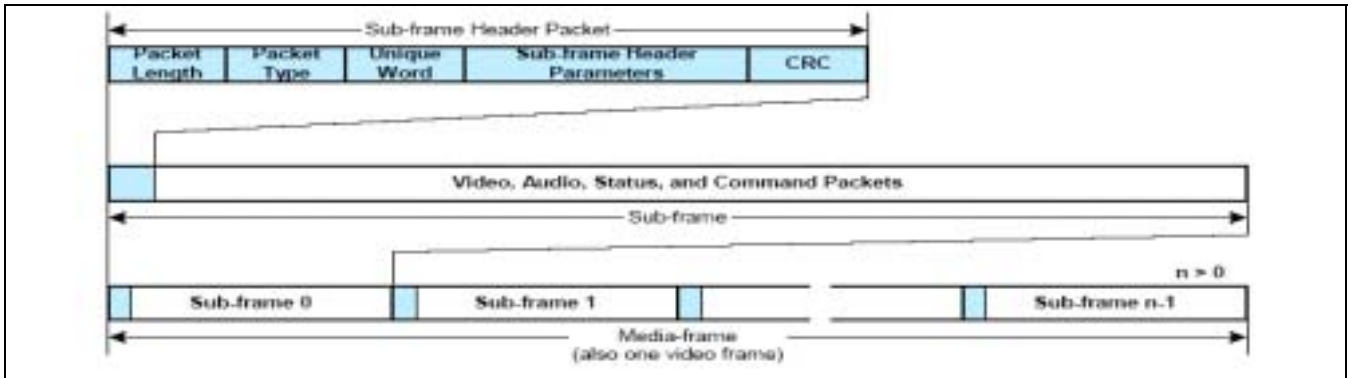 Sub-frame Header Packet
Packet Length
Packet Type
Unique Word
Sub-frame Header Parameters
CRC
Video, Audio, Status, and Command Packets
Sub-frame
n > 0
Sub-frame 0
Sub-frame 1
Sub-frame n-1
Media-frame
(also one video frame)